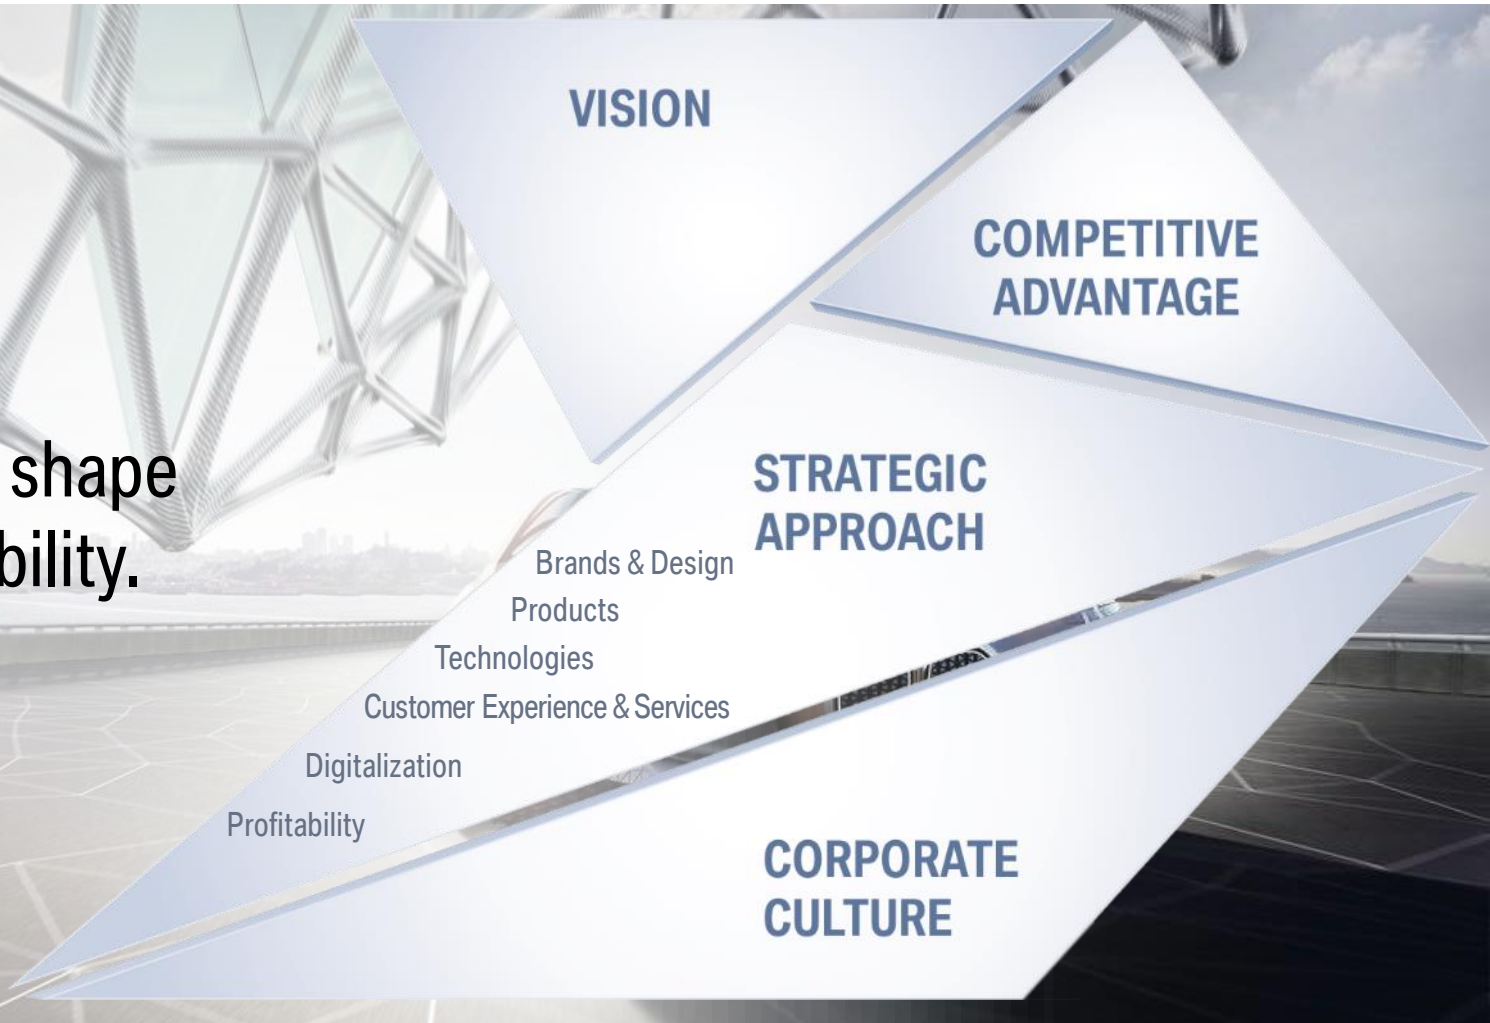 VISION
COMPETITIVE
ADVANTAGE
shape
bility.
STRATEGIC
APPROACH
Brands & Design
Products
Technologies
Customer Experience & Services
Digitalization
Profitability
CORPORATE
CULTURE